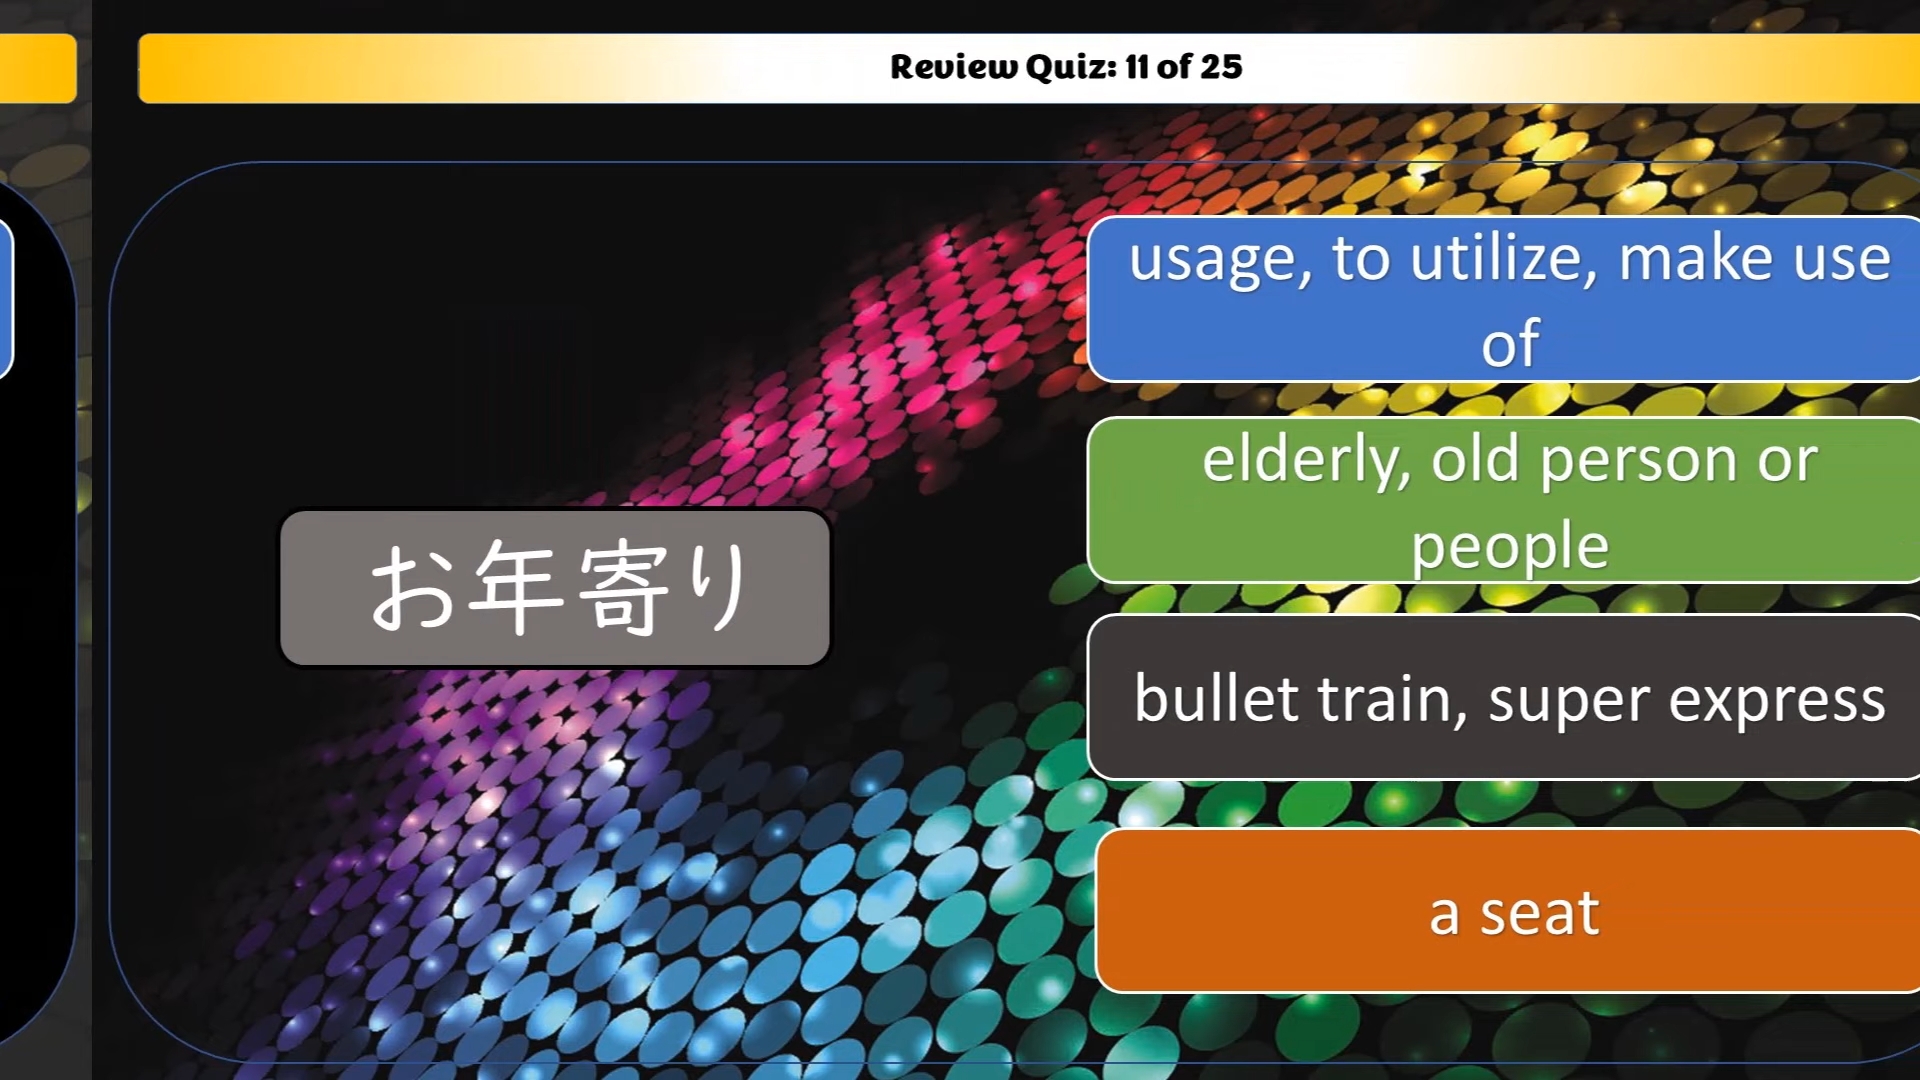 Review Quiz: 11 of 25
お年寄り
usage, to utilize, make use
of
elderly, old person or
people
bullet train, super express
a seat